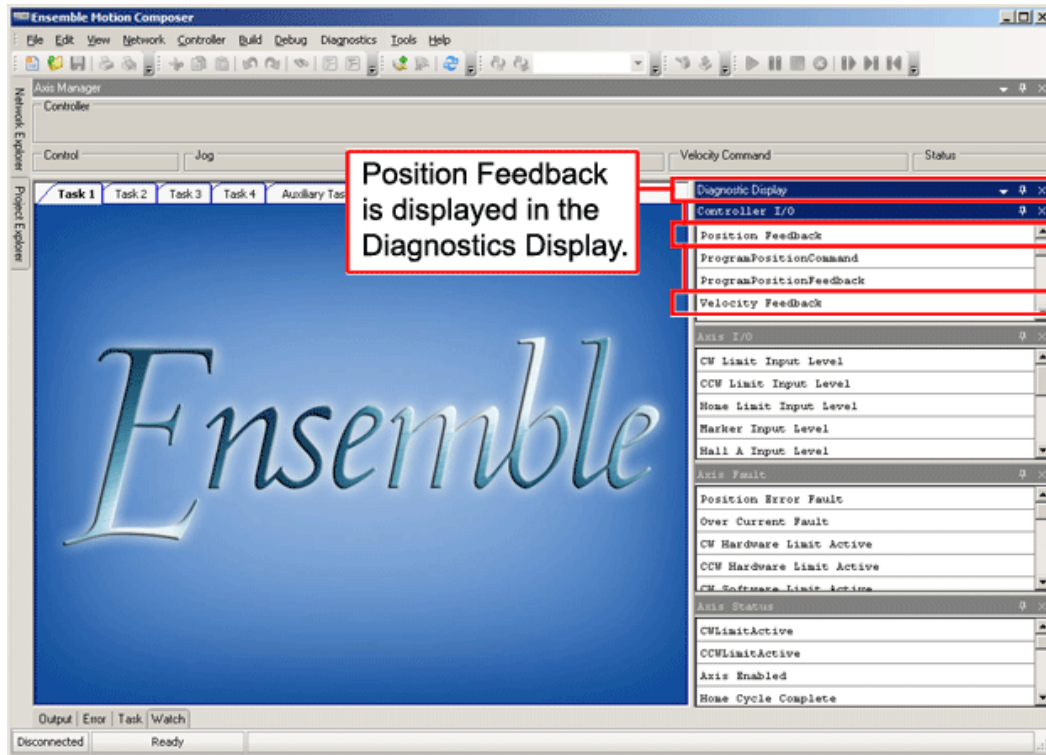 Ensemble Motion Composer
File Edit View Network Controller Build Debug Diagnostics Tools Help
Axis Manager
Controller
Control
Jog
Velocity Command
Status
Network Explorer
Project Explorer
Task 1 Task 2 Task 3 Task 4 Auxiliary Tas
Position Feedback
is displayed in the
Diagnostics Display.
Ensemble
Diagnostic Display
Controller I/O
Position Feedback
ProgramPositionCommand
ProgramPositionFeedback
Velocity Feedback
Axis I/O
CW Limit Input Level
CCW Limit Input Level
Home Limit Input Level
Marker Input Level
Hall A Input Level
Axis Fault
Position Error Fault
Over Current Fault
CW Hardware Limit Active
CCW Hardware Limit Active
CW Software Limit Active
Axis Status
CWLimitActive
CCWLimitActive
Axis Enabled
Home Cycle Complete
Output Error Task Watch
Disconnected Ready